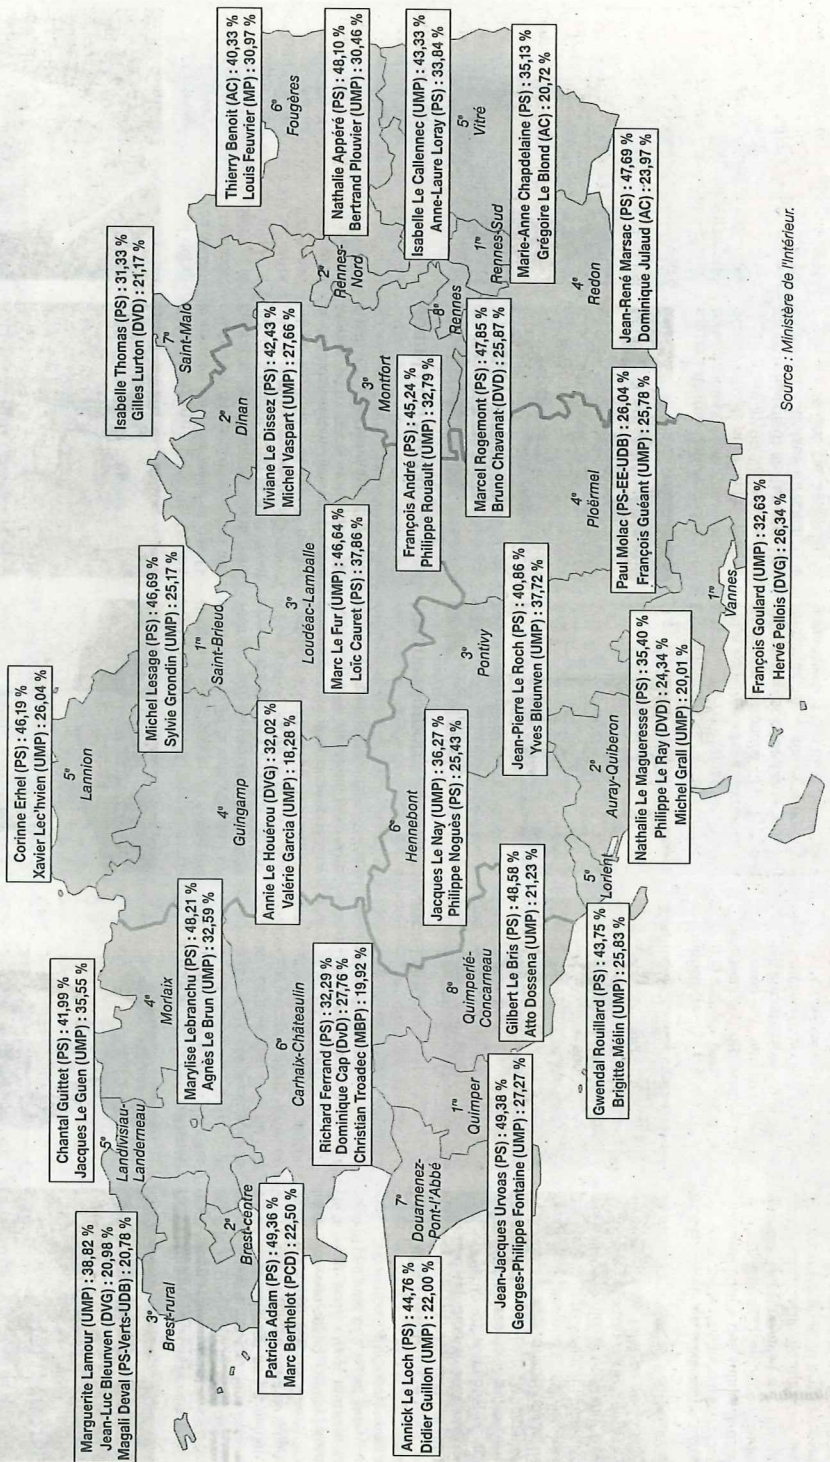 Marguerite Lamour (UMP) : 38,82 %
Jean-Luc Bleunven (DVG) : 20,98 %
Magali Deval (PS-Verts-UDB) : 20,78 %
3e
Brest-rural
Chantal Guittet (PS) : 41,99 %
Jacques Le Guen (UMP) : 35,55 %
5e
Landivisiau-
Landerneau
2e
Brest-centre
Patricia Adam (PS) : 49,36 %
Marc Berthelot (PCD) : 22,50 %
4e
Morlaix
Marylise Lebranchu (PS) : 48,21 %
Agnès Le Brun (UMP) : 32,59 %
6e
Carhaix-Châteaulin
Richard Ferrand (PS) : 32,29 %
Dominique Cap (DvD) : 27,76 %
Christian Troadec (MBP) : 19,92 %
Annick Le Loch (PS) : 44,76 %
Didier Guillon (UMP) : 22,00 %
7e
Douarnenez-
Pont-l'Abbé
1re
Quimper
Jean-Jacques Urvoas (PS) : 49,38 %
Georges-Philippe Fontaine (UMP) : 27,27 %
8e
Quimperlé-
Concarneau
Gilbert Le Bris (PS) : 48,58 %
Atto Dossena (UMP) : 21,23 %
Corinne Erhel (PS) : 46,19 %
Xavier Lec'hvien (UMP) : 26,04 %
5e
Lannion
4e
Guingamp
Annie Le Houérou (DVG) : 32,02 %
Valérie Garcia (UMP) : 18,28 %
Michel Lesage (PS) : 46,69 %
Sylvie Grondin (UMP) : 25,17 %
1re
Saint-Brieuc
3e
Loudéac-Lamballe
Marc Le Fur (UMP) : 46,64 %
Loïc Cauret (PS) : 37,86 %
2e
Dinan
Viviane Le Dissez (PS) : 42,43 %
Michel Vaspart (UMP) : 27,66 %
6e
Hennebont
Jacques Le Nay (UMP) : 36,27 %
Philippe Noguès (PS) : 25,43 %
3e
Pontivy
Jean-Pierre Le Roch (PS) : 40,86 %
Yves Bleunven (UMP) : 37,72 %
5e
Lorient
Gwendal Rouillard (PS) : 43,75 %
Brigitte Mélin (UMP) : 25,83 %
2e
Auray-Quiberon
Nathalie Le Magueresse (PS) : 35,40 %
Philippe Le Ray (DVD) : 24,34 %
Michel Grall (UMP) : 20,01 %
4e
Ploërmel
Paul Molac (PS-EE-UDB) : 26,04 %
François Guéant (UMP) : 25,78 %
1re
Vannes
François Goulard (UMP) : 32,63 %
Hervé Pellois (DVG) : 26,34 %
Isabelle Thomas (PS) : 31,33 %
Gilles Lurton (DVD) : 21,17 %
7e
Saint-Malo
Thierry Benoit (AC) : 40,33 %
Louis Feuvrier (MP) : 30,97 %
6e
Fougères
2e
Rennes-
Nord
Nathalie Appéré (PS) : 48,10 %
Bertrand Plouvier (UMP) : 30,46 %
3e
Montfort
François André (PS) : 45,24 %
Philippe Rouault (UMP) : 32,79 %
8e
Rennes
Marcel Rogemont (PS) : 47,85 %
Bruno Chavanat (DVD) : 25,87 %
Isabelle Le Callennec (UMP) : 43,33 %
Anne-Laure Loray (PS) : 33,84 %
5e
Vitré
1re
Rennes-Sud
Marie-Anne Chapdelaine (PS) : 35,13 %
Grégoire Le Blond (AC) : 20,72 %
4e
Redon
Jean-René Marsac (PS) : 47,69 %
Dominique Julaud (AC) : 23,97 %
Source : Ministère de l'Intérieur.